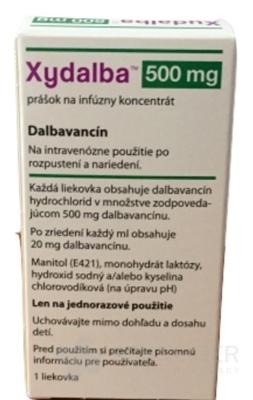 500 mg
Xydalba™ 500 mg
prášok na infúzny koncentrát
Dalbavancín
Na intravenózne použitie po
rozpustení a nariedení.
Každá liekovka obsahuje dalbavancín
hydrochlorid v množstve zodpoveda-
júcom 500 mg dalbavancínu.
Po zriedení každý ml obsahuje
20 mg dalbavancínu.
Manitol (E421), monohydrát laktózy,
hydroxid sodný a/alebo kyselina
chlorovodíková (na úpravu pH)
Len na jednorazové použitie
Uchovávajte mimo dohľadu a dosahu
detí.
Pred použitím si prečítajte písomnú
informáciu pre používateľa.
1 liekovka